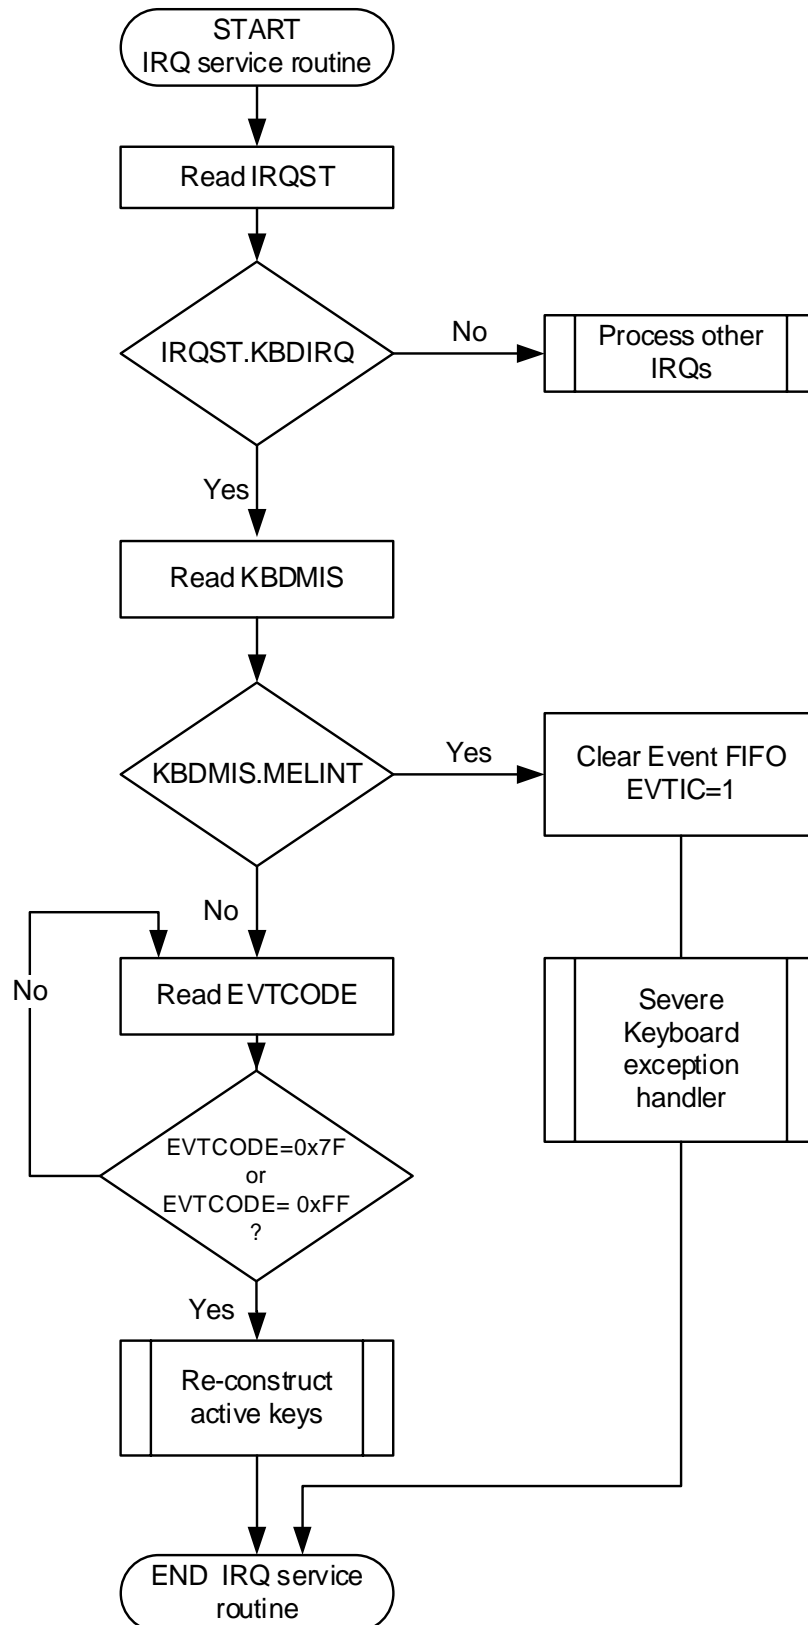 START
IRQ service routine
Read IRQST
IRQST.KBDIRQ
No
Process other
IRQs
Yes
Read KBDMIS
KBDMIS.MELINT
Yes
Clear Event FIFO
EVTIC=1
No
Read EVTCODE
No
Severe
Keyboard
exception
handler
EVTCODE=0x7F
or
EVTCODE= 0xFF
?
Yes
Re-construct
active keys
END IRQ service
routine